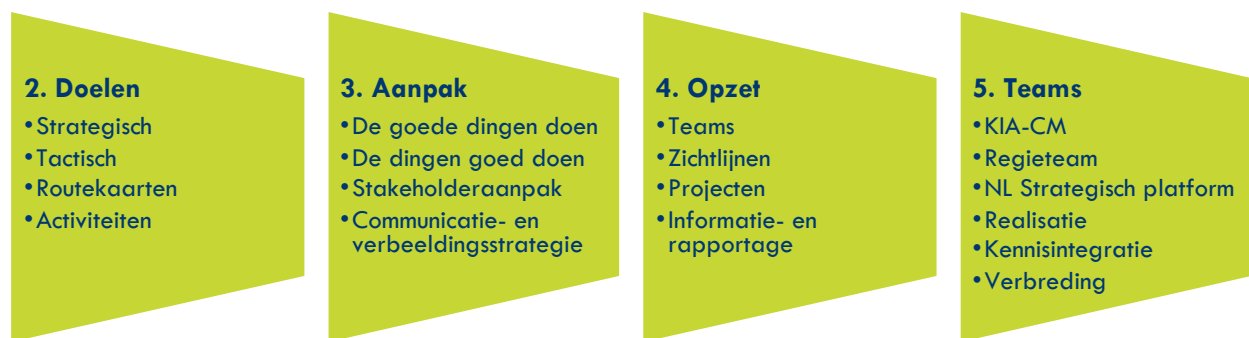 2. Doelen
•Strategisch
•Tactisch
•Routekaarten
•Activiteiten
3. Aanpak
•De goede dingen doen
•De dingen goed doen
•Stakeholderaanpak
•Communicatie- en
verbeeldingsstrategie
4. Opzet
•Teams
•Zichtlijnen
•Projecten
•Informatie- en
rapportage
5. Teams
•KIA-CM
•Regieteam
•NL Strategisch platform
•Realisatie
•Kennisintegratie
•Verbreding